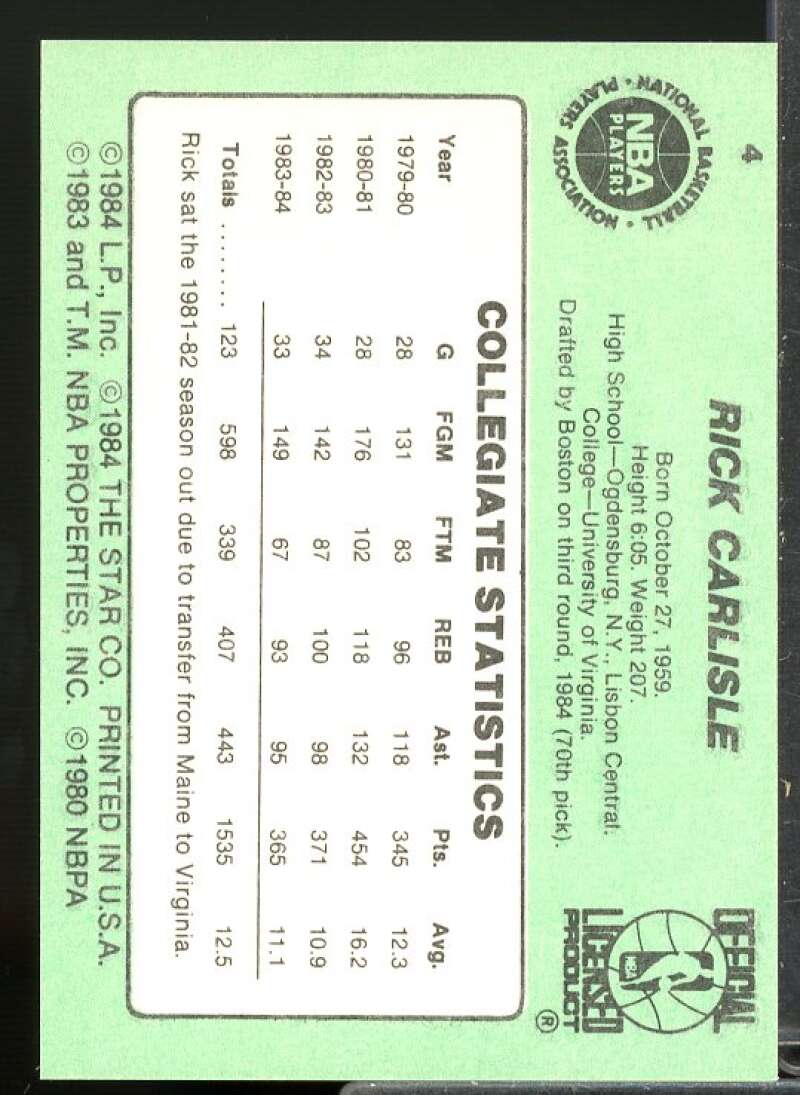 4
NATIONAL BASKETBALL
PLAYERS ASSOCIATION
NBA
PLAYERS
RICK CARLISLE
Born October 27, 1959.
Height 6:05. Weight 207.
High School—Ogdensburg, N.Y., Lisbon Central.
College—University of Virginia.
Drafted by Boston on third round, 1984 (70th pick).
OFFICIAL
NBA
LICENSED
PRODUCT
®
COLLEGIATE STATISTICS
Year G FGM FTM REB Ast. Pts. Avg.
1979-80 28 131 83 96 118 345 12.3
1980-81 28 176 102 118 132 454 16.2
1982-83 34 142 87 100 98 371 10.9
1983-84 33 149 67 93 95 365 11.1
Totals ........ 123 598 339 407 443 1535 12.5
Rick sat the 1981-82 season out due to transfer from Maine to Virginia.
©1984 L.P., Inc. ©1984 THE STAR CO. PRINTED IN U.S.A.
©1983 and T.M. NBA PROPERTIES, INC. ©1980 NBPA